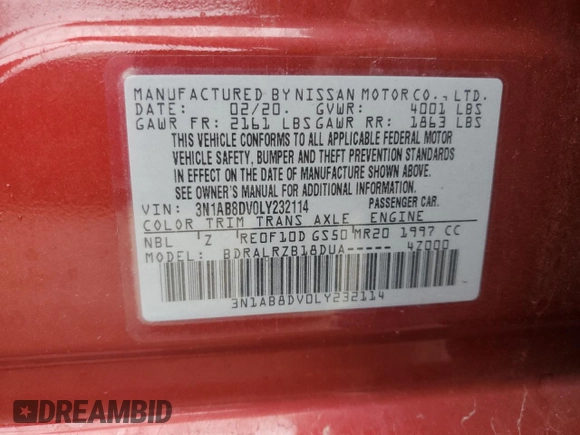 MANUFACTURED BY NISSAN MOTOR CO., LTD.
DATE: 02/20. GVWR: 4001 LBS
GAWR FR: 2161 LBS GAWR RR: 1863 LBS
THIS VEHICLE CONFORMS TO ALL APPLICABLE FEDERAL MOTOR
VEHICLE SAFETY, BUMPER AND THEFT PREVENTION STANDARDS
IN EFFECT ON THE DATE OF MANUFACTURE SHOWN ABOVE.
SEE OWNER'S MANUAL FOR ADDITIONAL INFORMATION.
VIN: 3N1AB8DV0LY232114 PASSENGER CAR.
COLOR TRIM TRANS AXLE ENGINE
NBL Z RE0F10D GS50 MR20 1997 CC
MODEL: BDRALRZB18DUA----- 4Z000
3N1AB8DV0LY232114
DREAMBID